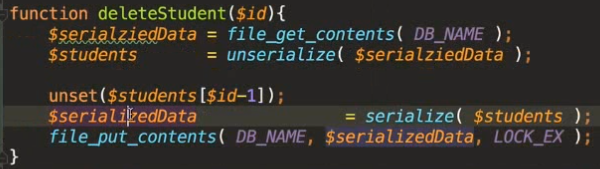 function deleteStudent($id){
$serialziedData = file_get_contents( DB_NAME );
$students = unserialize( $serialziedData );
unset($students[$id-1]);
$serializedData = serialize( $students );
file_put_contents( DB_NAME, $serializedData, LOCK_EX );
}